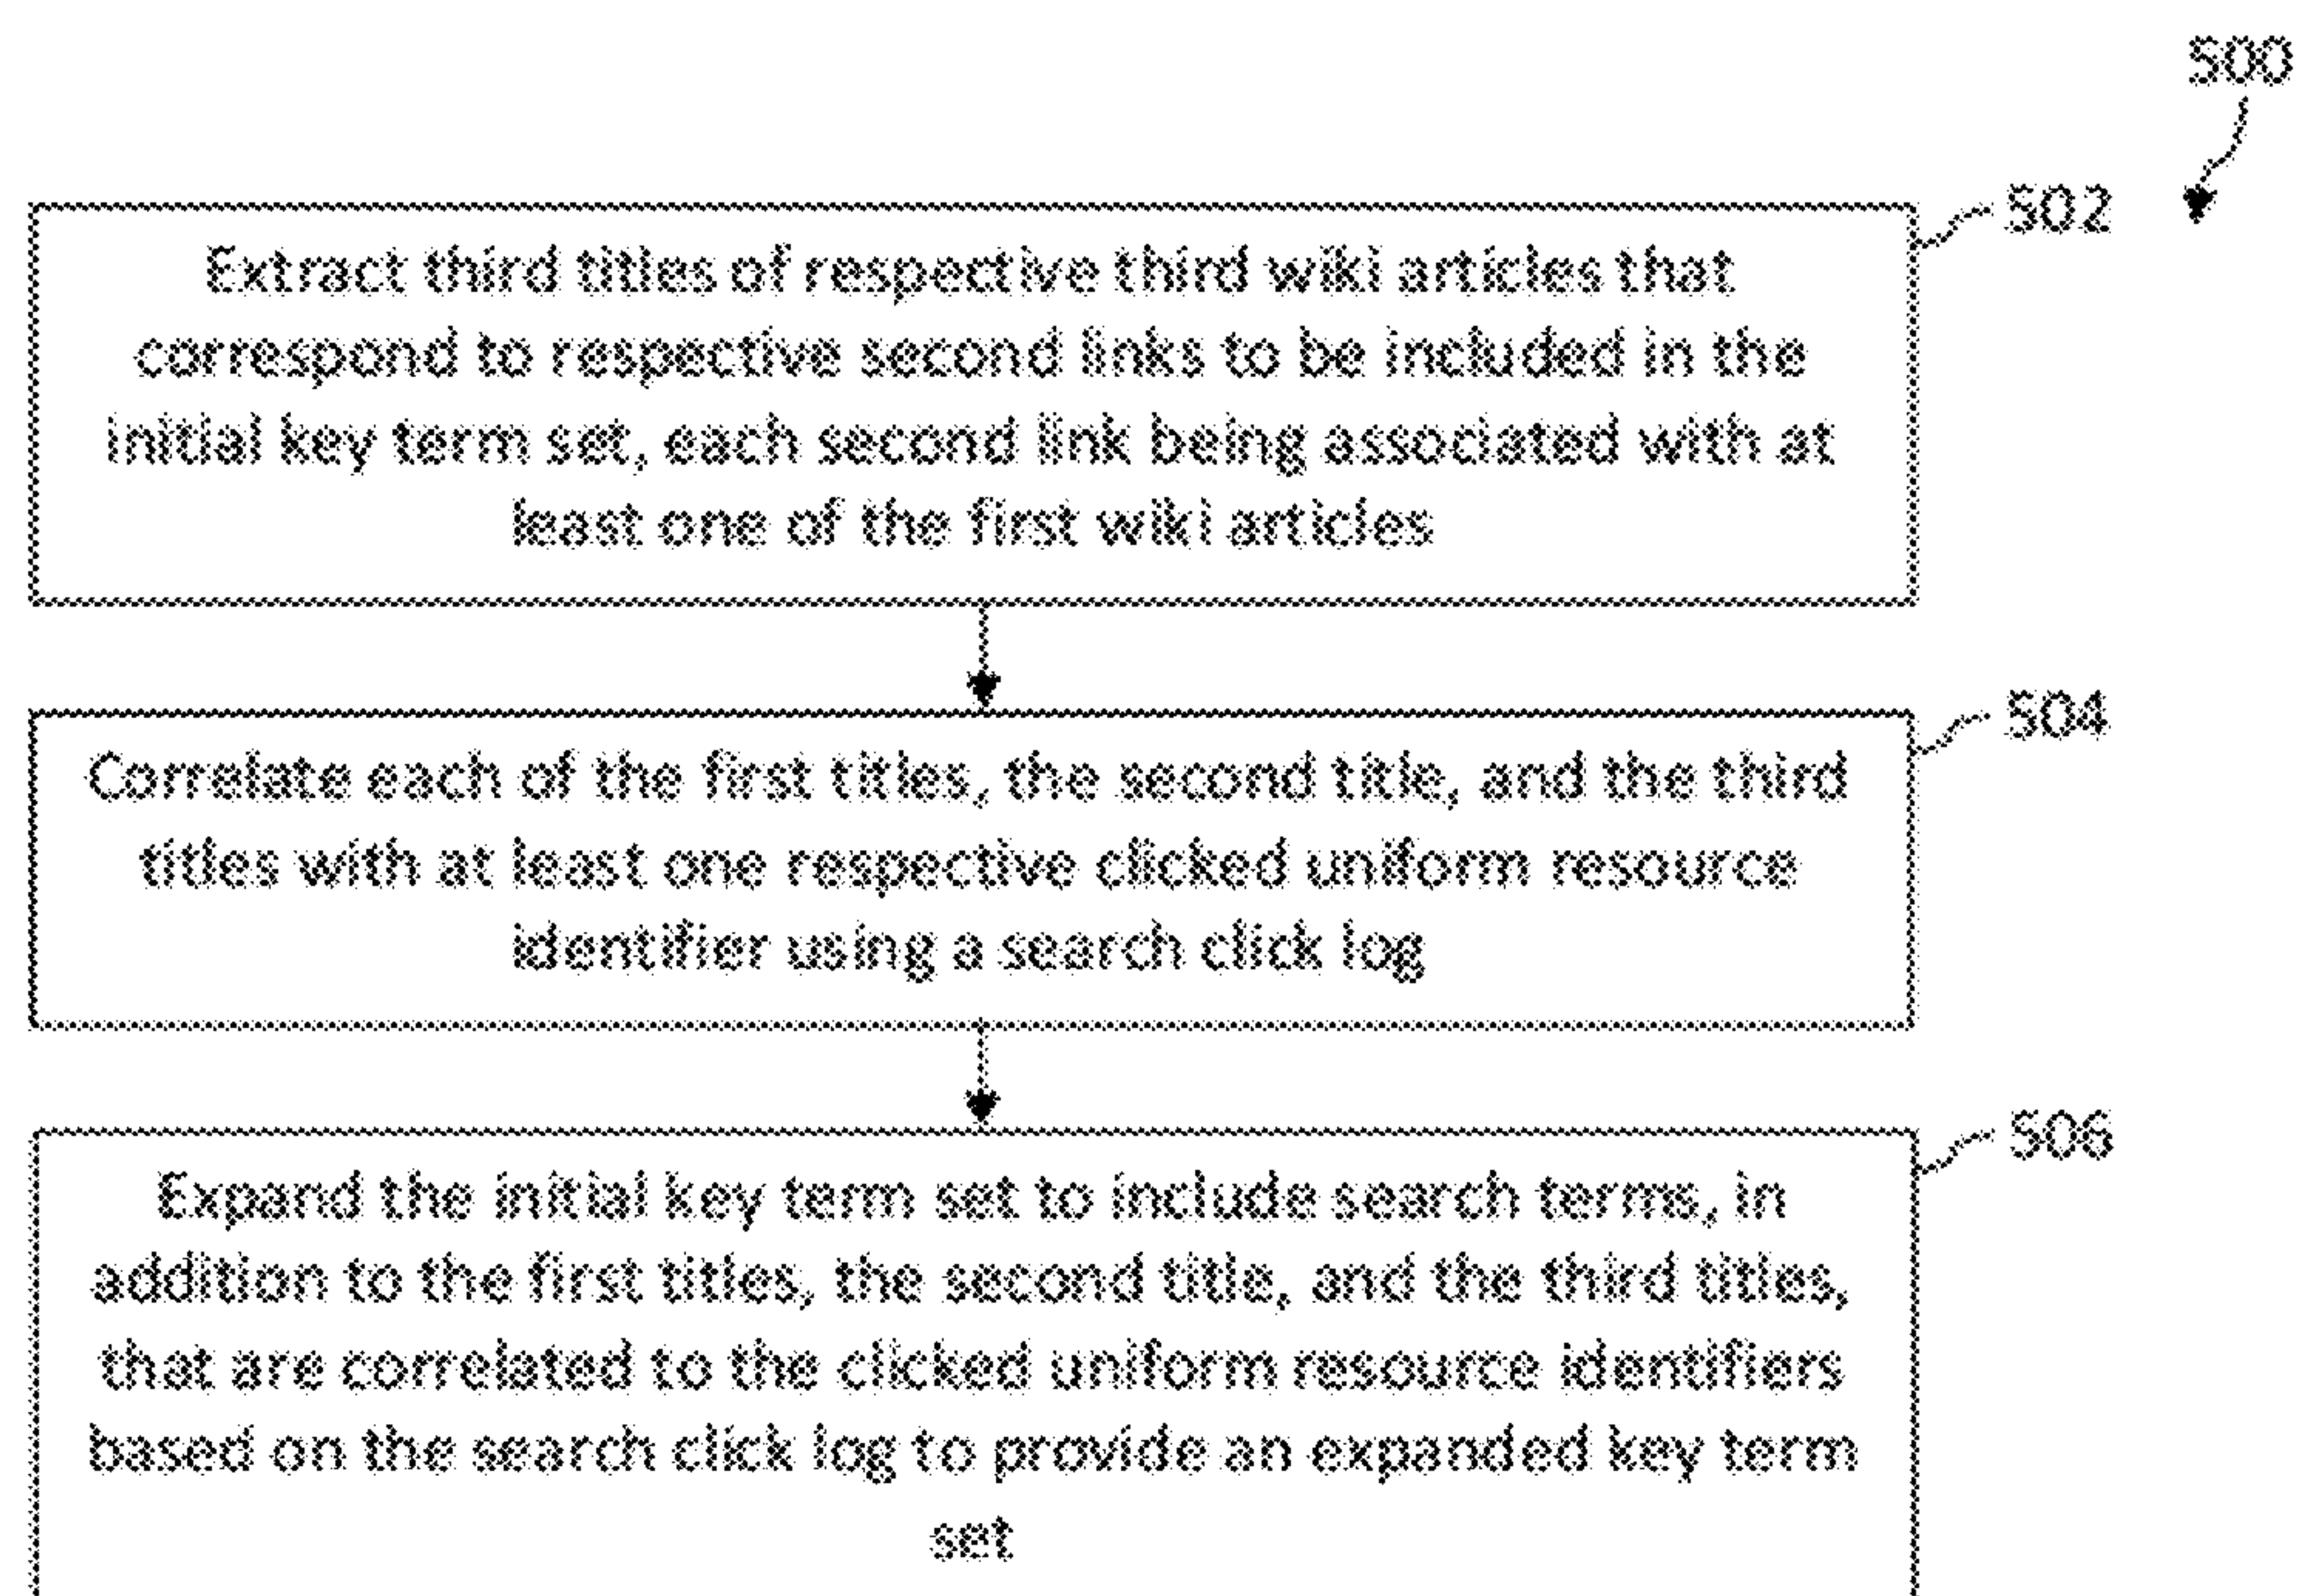 500
502
Extract third titles of respective third wiki articles that
correspond to respective second links to be included in the
initial key term set, each second link being associated with at
least one of the first wiki articles
504
Correlate each of the first titles, the second title, and the third
titles with at least one respective clicked uniform resource
identifier using a search click log
506
Expand the initial key term set to include search terms, in
addition to the first titles, the second title, and the third titles,
that are correlated to the clicked uniform resource identifiers
based on the search click log to provide an expanded key term
set